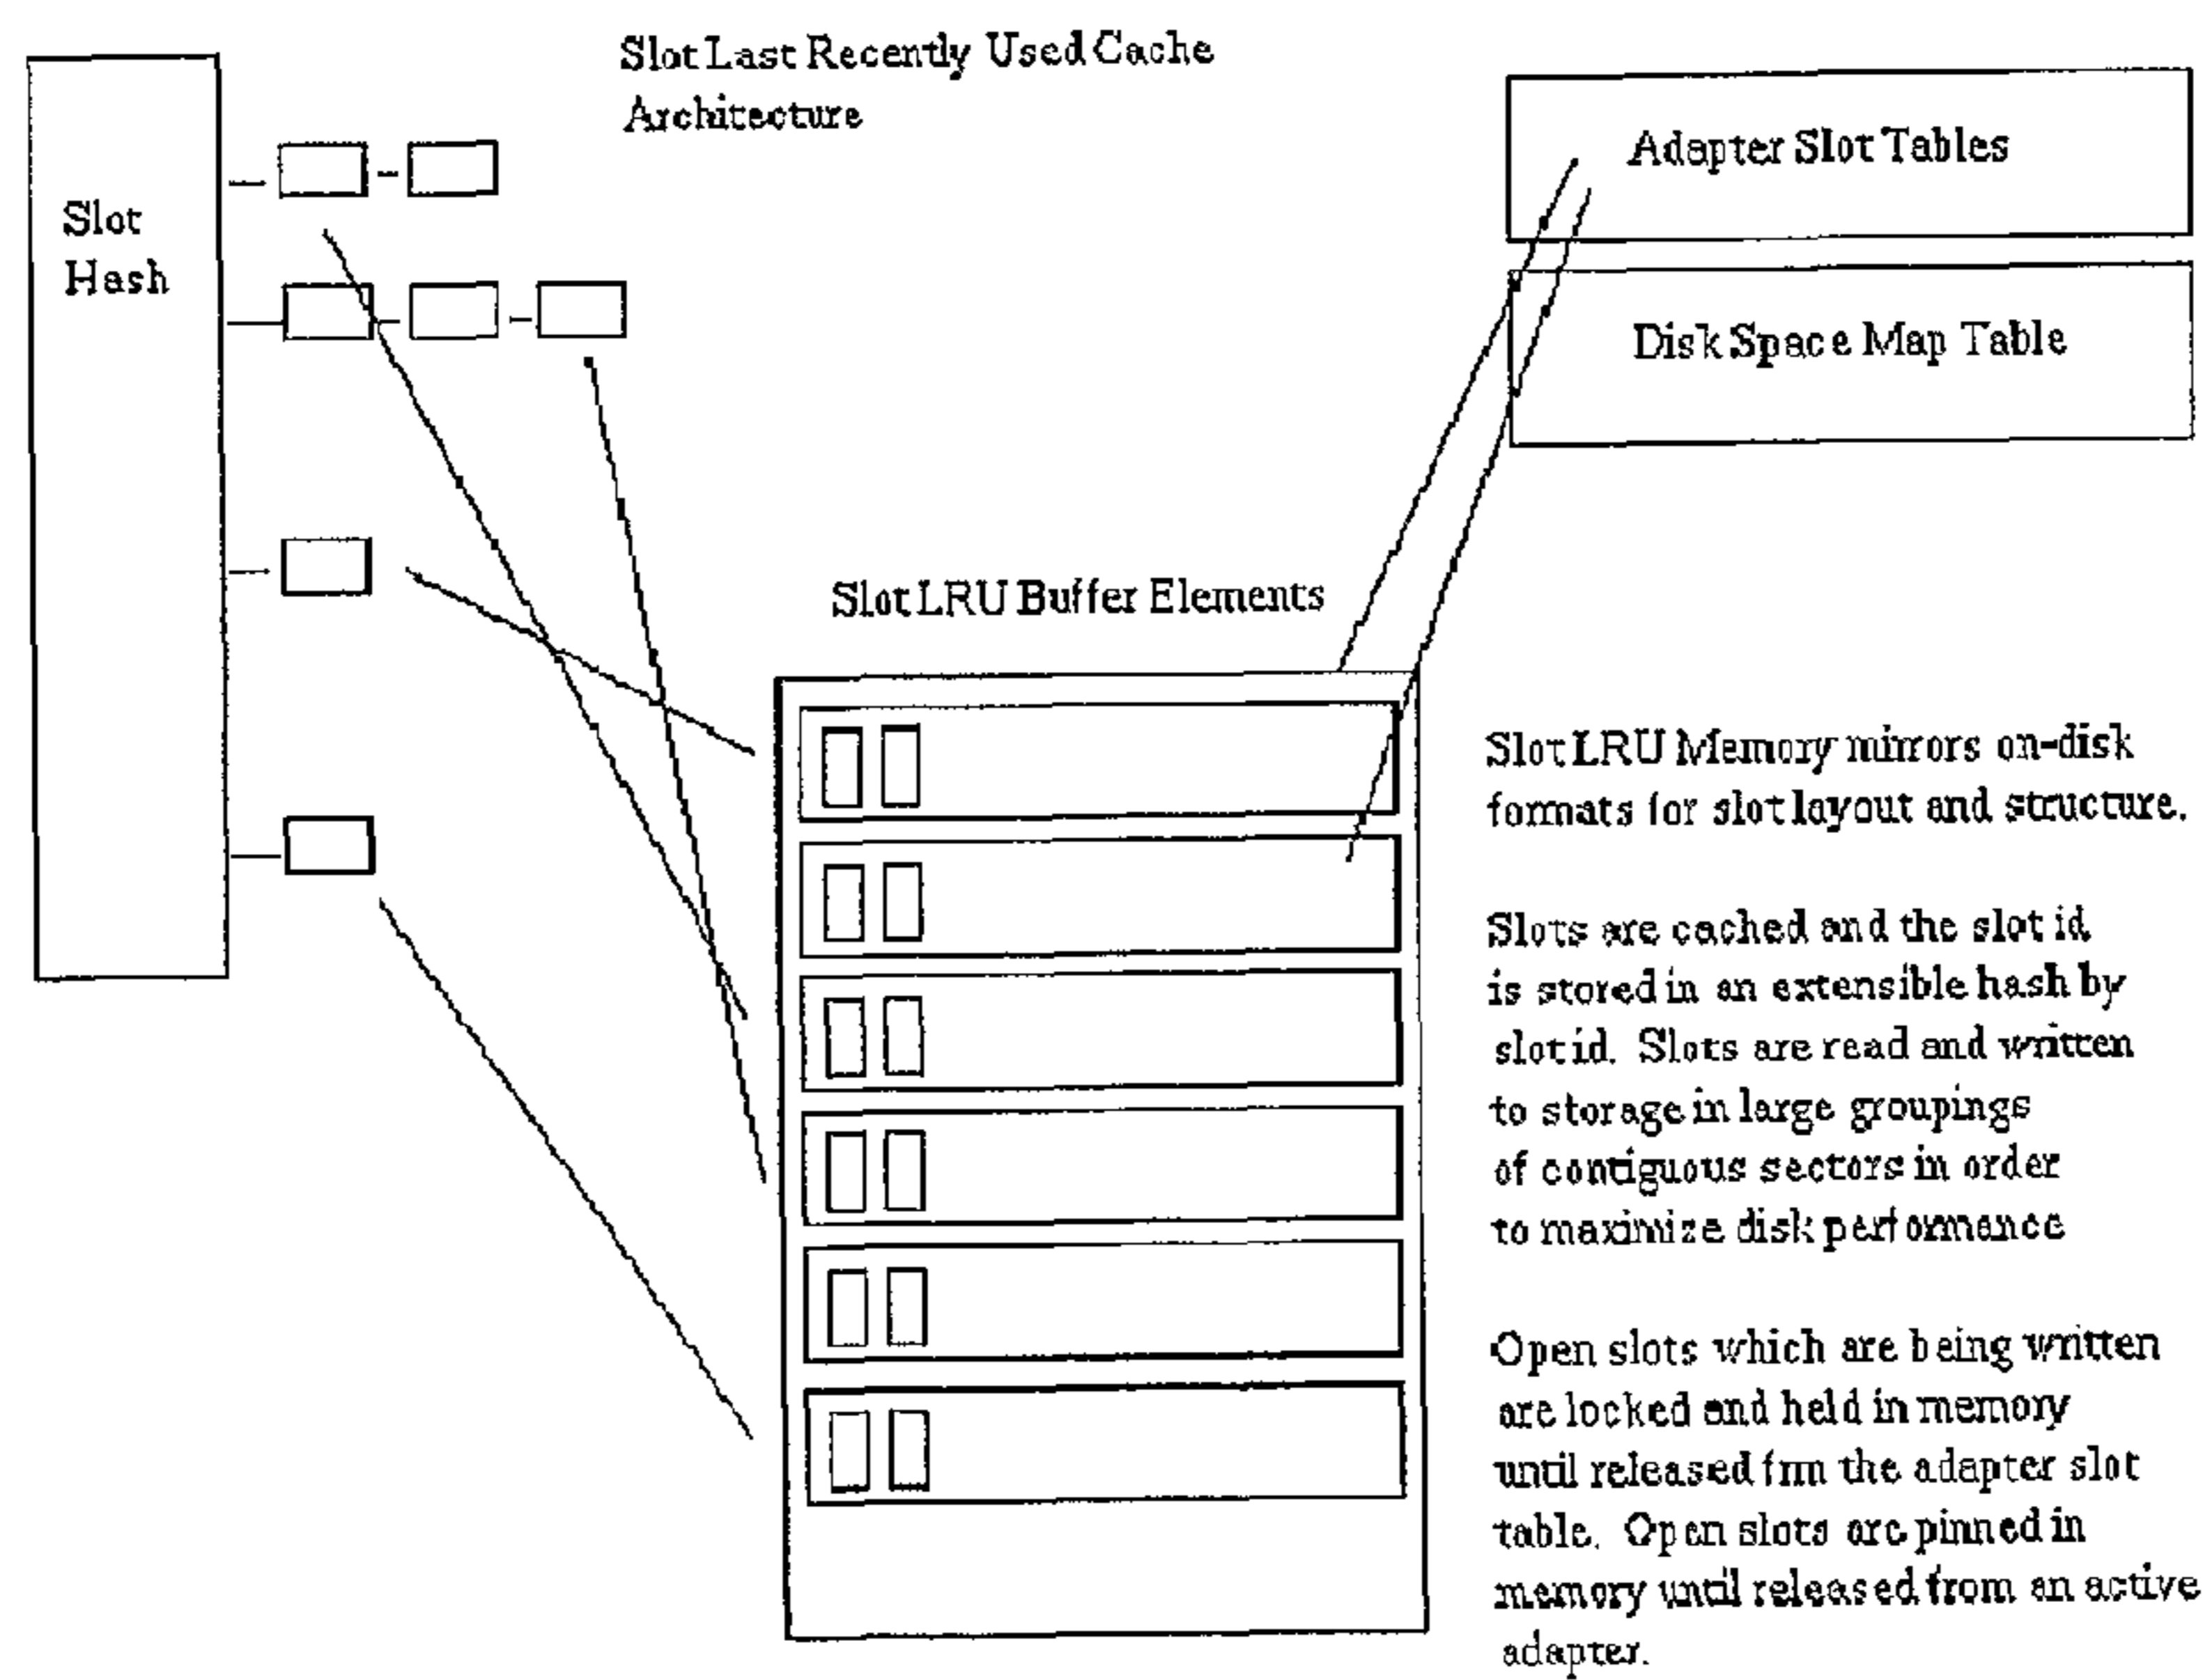 Slot Last Recently Used Cache
Architecture
Adapter Slot Tables
Slot
Hash
Disk Space Map Table
Slot LRU Buffer Elements
Slot LRU Memory mirrors on-disk
formats for slot layout and structure.
Slots are cached and the slot id
is stored in an extensible hash by
slot id. Slots are read and written
to storage in large groupings
of contiguous sectors in order
to maximize disk performance
Open slots which are being written
are locked and held in memory
until released frm the adapter slot
table. Open slots are pinned in
memory until released from an active
adapter.